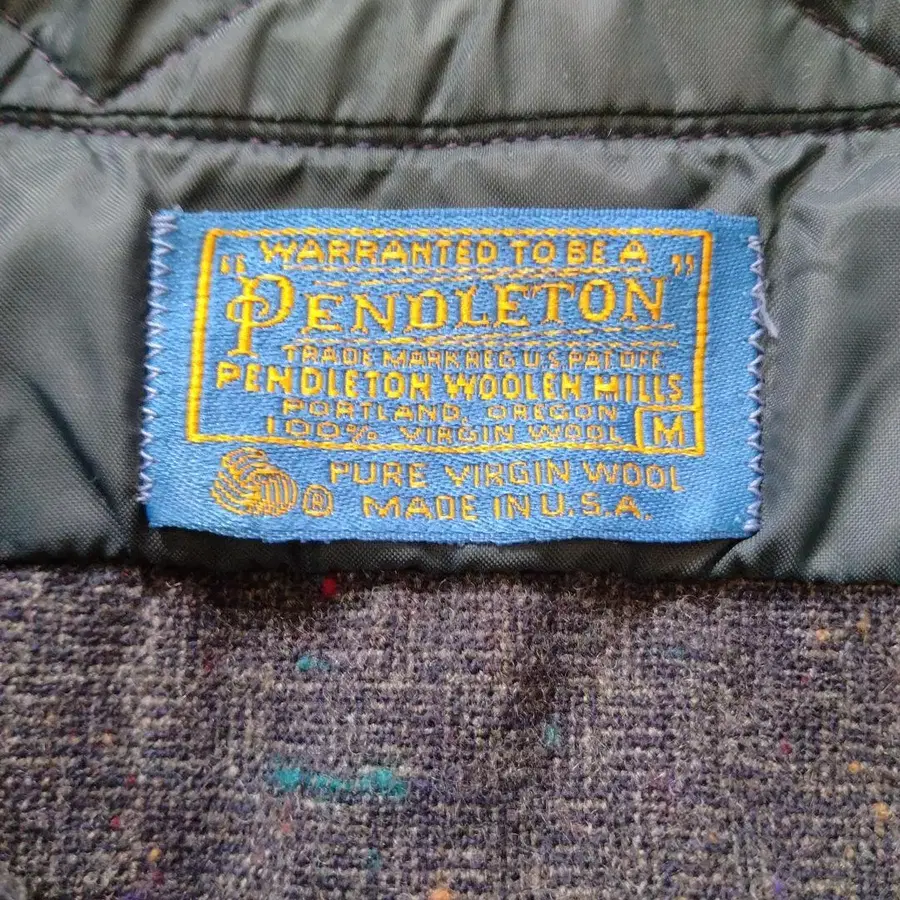 WARRANTED TO BE A
"PENDLETON"
TRADE MARK REG U.S. PAT OFF.
PENDLETON WOOLEN MILLS
PORTLAND, OREGON
100% VIRGIN WOOL M
PURE VIRGIN WOOL
® MADE IN U.S.A.